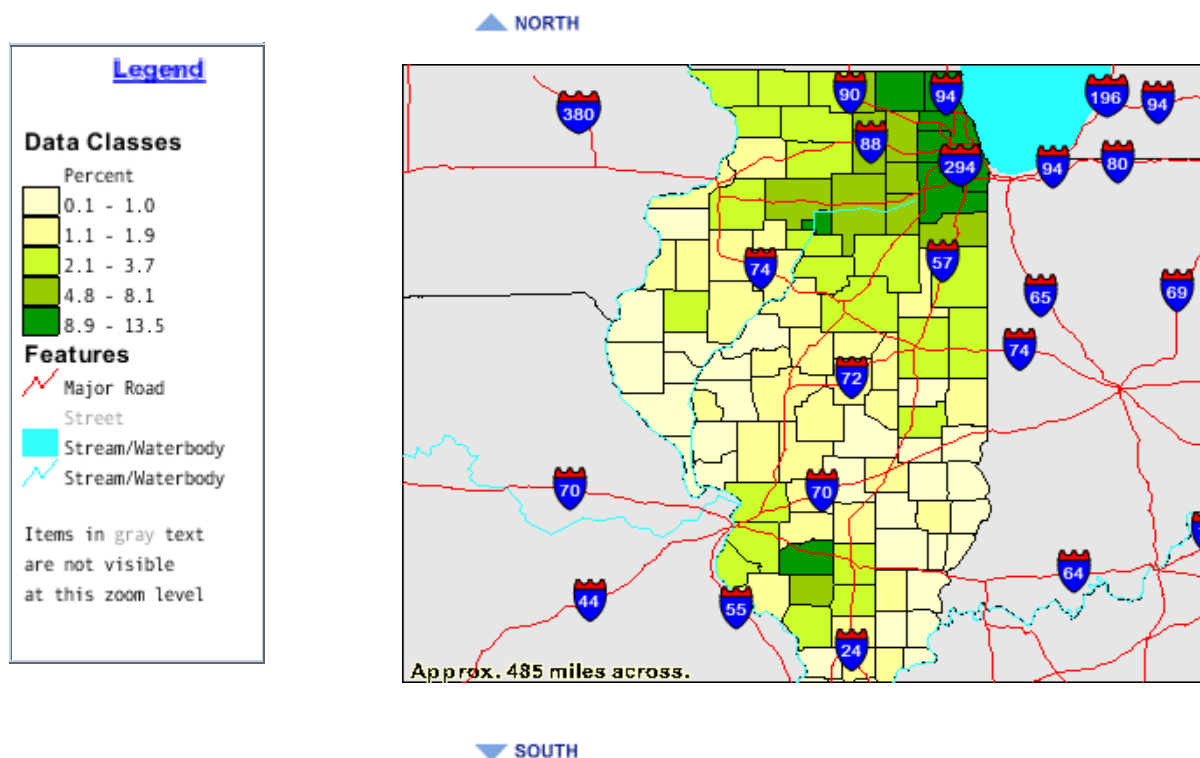 NORTH
Legend
Data Classes
Percent
0.1 - 1.0
1.1 - 1.9
2.1 - 3.7
4.8 - 8.1
8.9 - 13.5
Features
Major Road
Street
Stream/Waterbody
Stream/Waterbody
Items in gray text
are not visible
at this zoom level
380
90
94
196
94
88
294
94
80
74
57
65
69
74
72
70
70
64
44
55
24
Approx. 485 miles across.
SOUTH